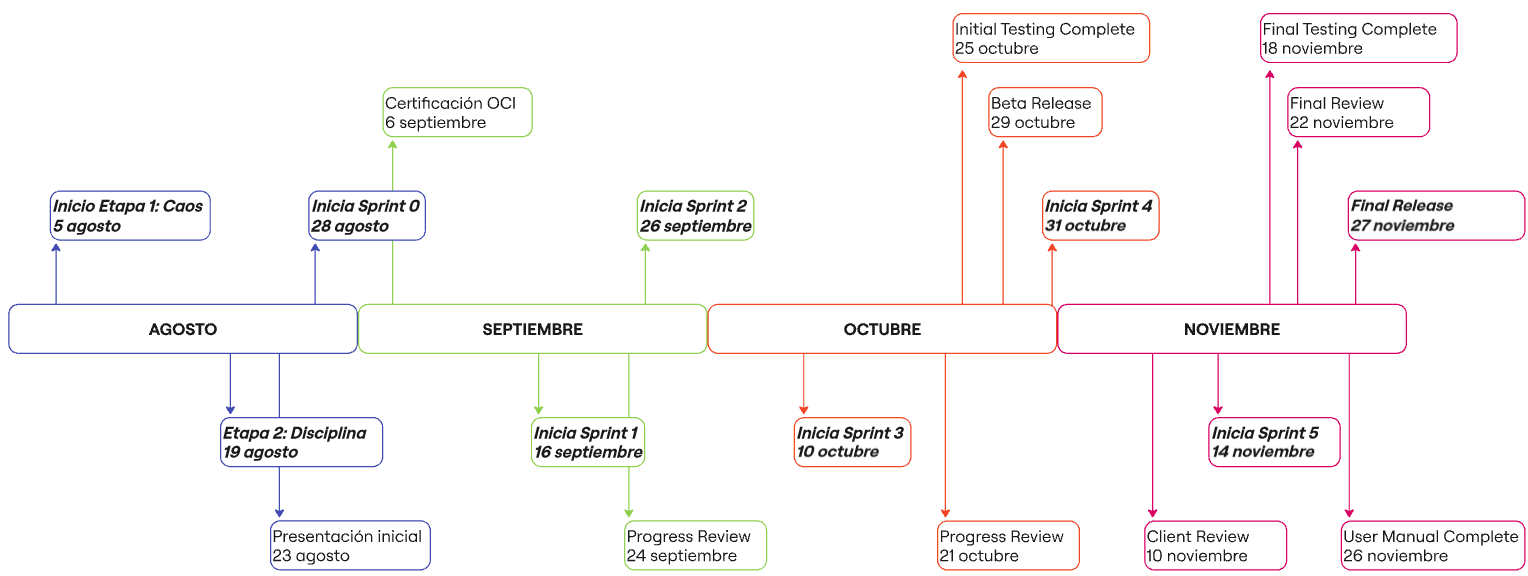 Initial Testing Complete
25 octubre
Final Testing Complete
18 noviembre
Certificación OCI
6 septiembre
Beta Release
29 octubre
Final Review
22 noviembre
Inicio Etapa 1: Caos
5 agosto
Inicia Sprint 0
28 agosto
Inicia Sprint 2
26 septiembre
Inicia Sprint 4
31 octubre
Final Release
27 noviembre
AGOSTO
SEPTIEMBRE
OCTUBRE
NOVIEMBRE
Etapa 2: Disciplina
19 agosto
Inicia Sprint 1
16 septiembre
Inicia Sprint 3
10 octubre
Inicia Sprint 5
14 noviembre
Presentación inicial
23 agosto
Progress Review
24 septiembre
Progress Review
21 octubre
Client Review
10 noviembre
User Manual Complete
26 noviembre